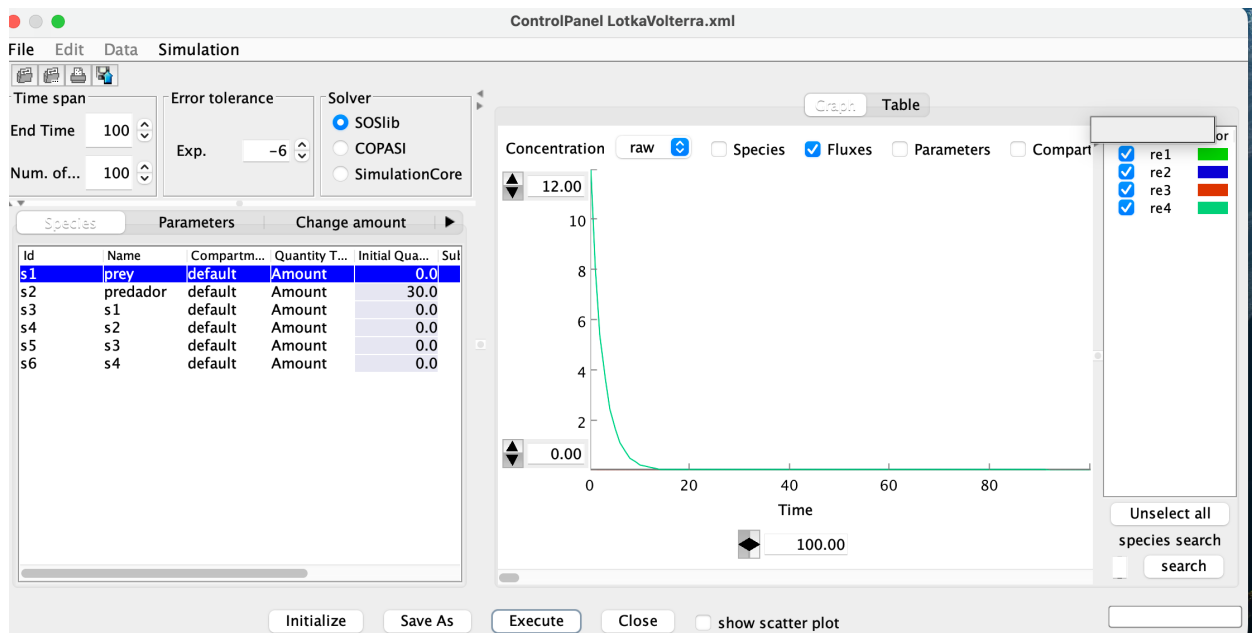 ControlPanel LotkaVolterra.xml
File Edit Data Simulation
Time span
End Time 100
Num. of... 100
Error tolerance
Exp. -6
Solver
SOSlib
COPASI
SimulationCore
Species Parameters Change amount
Id Name Compartm... Quantity T... Initial Qua... Sub
s1 prey default Amount 0.0
s2 predador default Amount 30.0
s3 s1 default Amount 0.0
s4 s2 default Amount 0.0
s5 s3 default Amount 0.0
s6 s4 default Amount 0.0
Graph Table
Concentration raw Species Fluxes Parameters Compart
12.00
10
8
6
4
2
0.00
0 20 40 60 80
Time
100.00
or
re1
re2
re3
re4
Unselect all
species search
search
Initialize Save As Execute Close show scatter plot